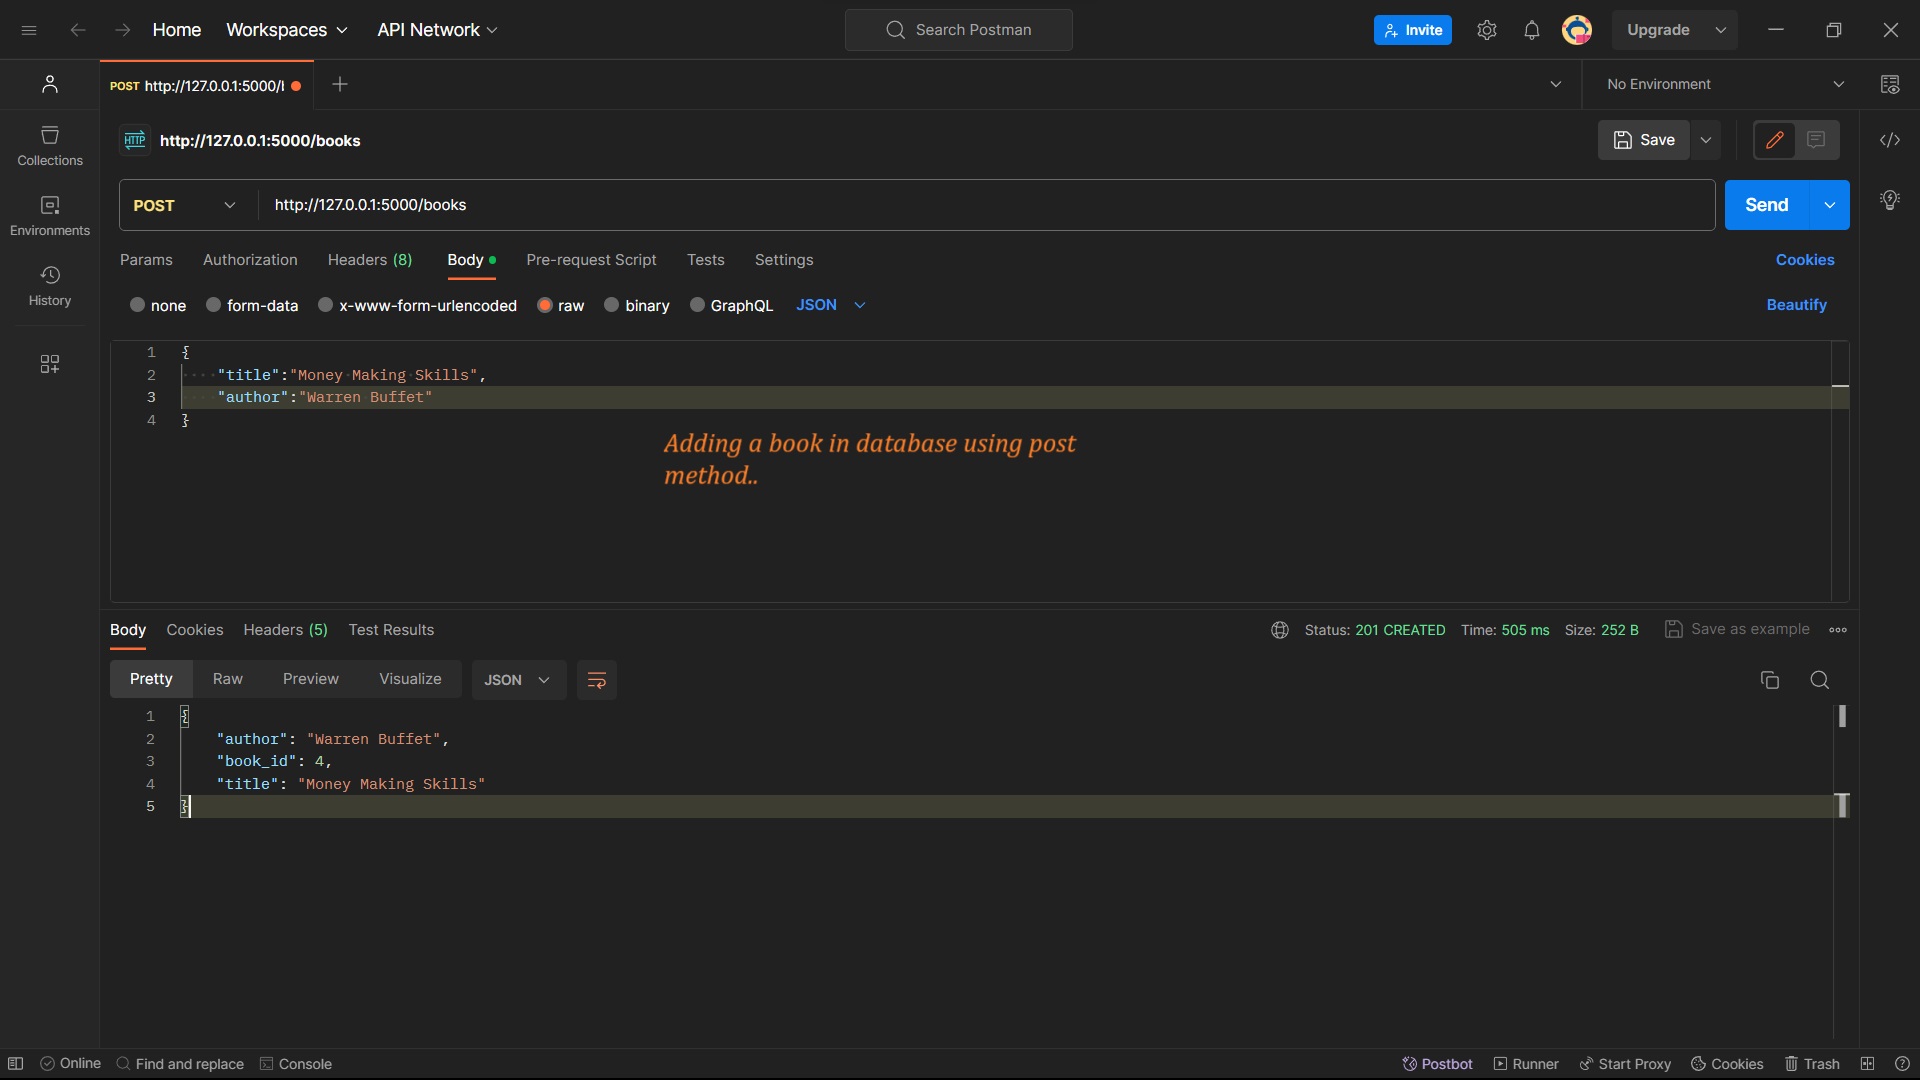 Home Workspaces API Network Search Postman Invite Upgrade
POST http://127.0.0.1:5000/ No Environment
HTTP http://127.0.0.1:5000/books Save
POST http://127.0.0.1:5000/books Send
Params Authorization Headers (8) Body Pre-request Script Tests Settings Cookies
none form-data x-www-form-urlencoded raw binary GraphQL JSON Beautify
Collections
Environments
History
1 {
2 "title":"Money Making Skills",
3 "author":"Warren Buffet"
4 }
Adding a book in database using post
method..
Body Cookies Headers (5) Test Results Status: 201 CREATED Time: 505 ms Size: 252 B Save as example
Pretty Raw Preview Visualize JSON
1 {
2 "author": "Warren Buffet",
3 "book_id": 4,
4 "title": "Money Making Skills"
5 }
Online Find and replace Console Postbot Runner Start Proxy Cookies Trash